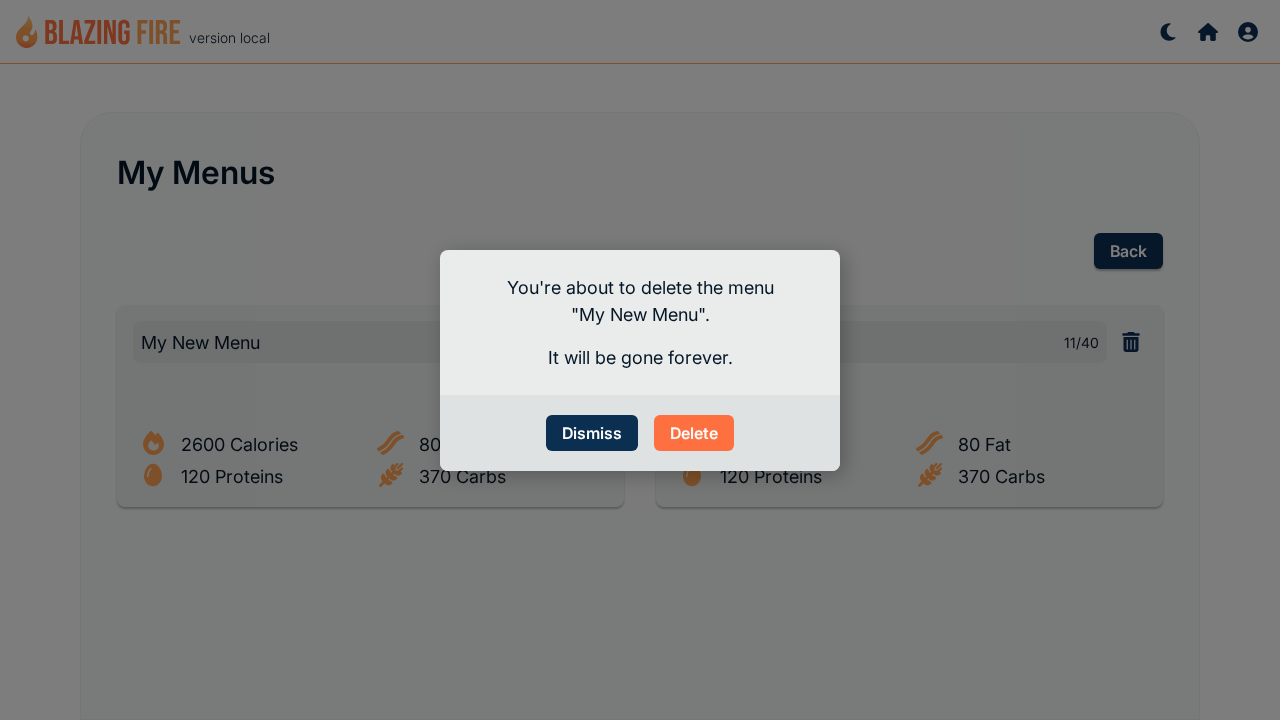 BLAZING FIRE version local
My Menus
Back
You're about to delete the menu
"My New Menu".
It will be gone forever.
Dismiss
Delete
My New Menu
11/40
2600 Calories
80
120 Proteins
370 Carbs
80 Fat
120 Proteins
370 Carbs